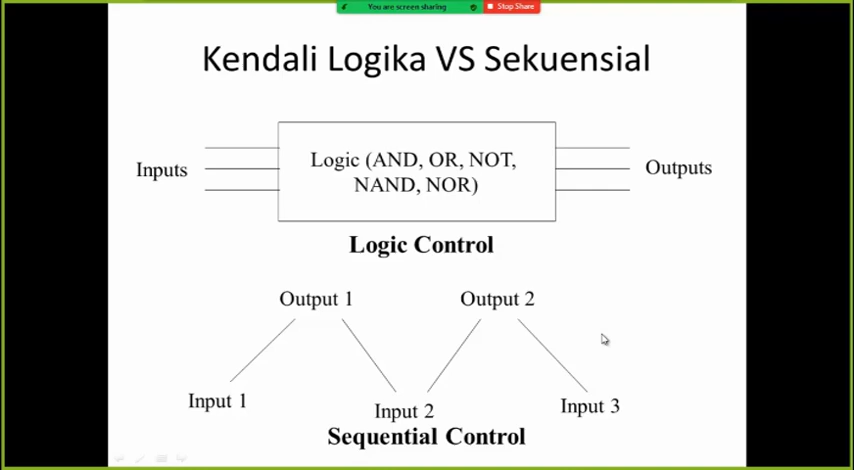 You are screen sharing
Stop Share
Kendali Logika VS Sekuensial
Inputs
Logic (AND, OR, NOT,
NAND, NOR)
Outputs
Logic Control
Output 1
Output 2
Input 1
Input 2
Input 3
Sequential Control